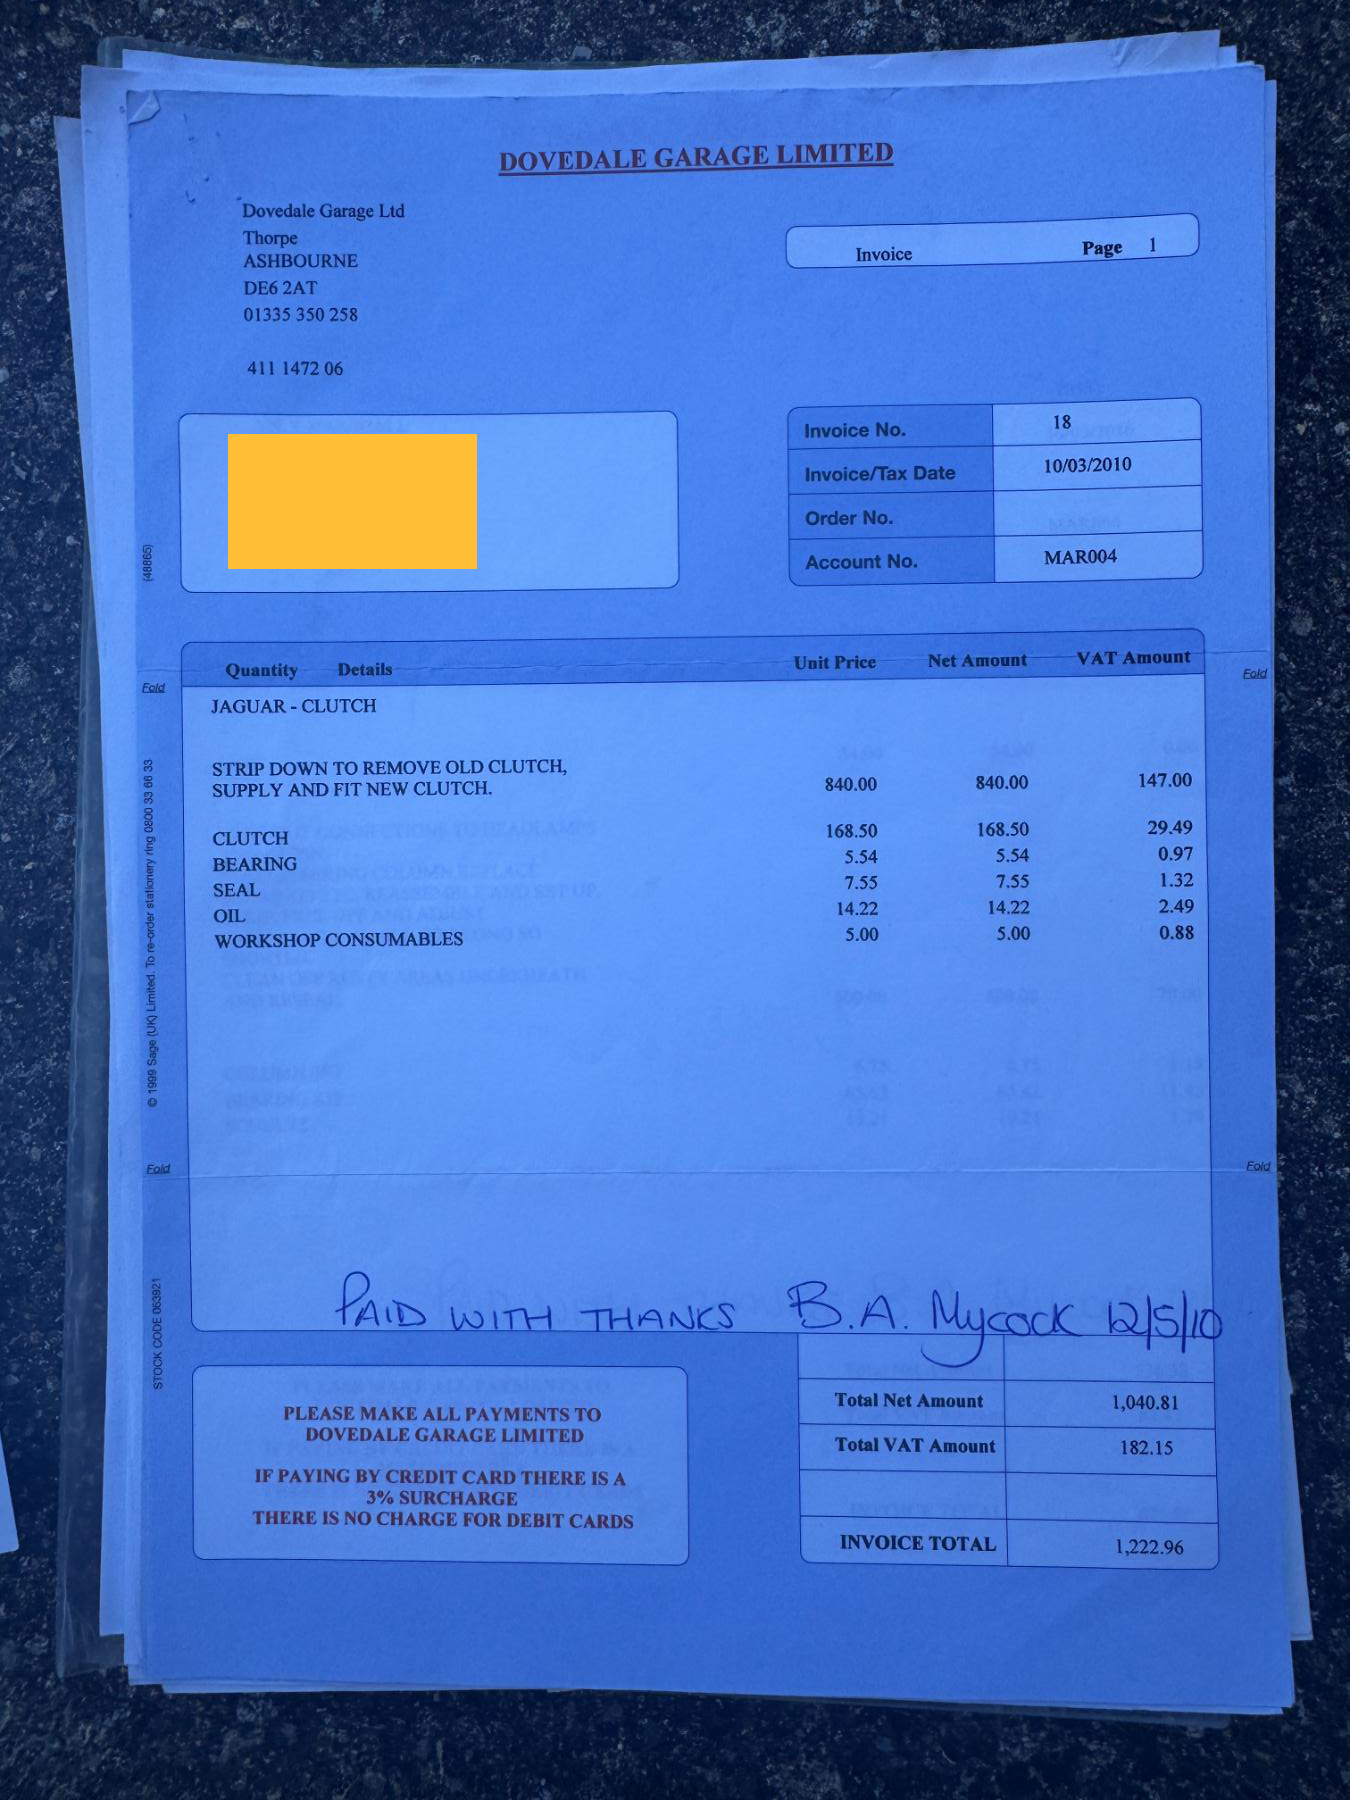 DOVEDALE GARAGE LIMITED
Dovedale Garage Ltd
Thorpe
ASHBOURNE
DE6 2AT
01335 350 258
411 1472 06
Invoice Page 1
Invoice No. 18
Invoice/Tax Date 10/03/2010
Order No.
Account No. MAR004
(48865)
Quantity Details Unit Price Net Amount VAT Amount
Fold Fold
JAGUAR - CLUTCH
STRIP DOWN TO REMOVE OLD CLUTCH,
SUPPLY AND FIT NEW CLUTCH. 840.00 840.00 147.00
CLUTCH 168.50 168.50 29.49
BEARING 5.54 5.54 0.97
SEAL 7.55 7.55 1.32
OIL 14.22 14.22 2.49
WORKSHOP CONSUMABLES 5.00 5.00 0.88
© 1999 Sage (UK) Limited. To re-order stationery ring 0800 33 66 33
Fold Fold
STOCK CODE 063921
PAID WITH THANKS B.A. Mycock 12/5/10
PLEASE MAKE ALL PAYMENTS TO
DOVEDALE GARAGE LIMITED
IF PAYING BY CREDIT CARD THERE IS A
3% SURCHARGE
THERE IS NO CHARGE FOR DEBIT CARDS
Total Net Amount 1,040.81
Total VAT Amount 182.15
INVOICE TOTAL 1,222.96